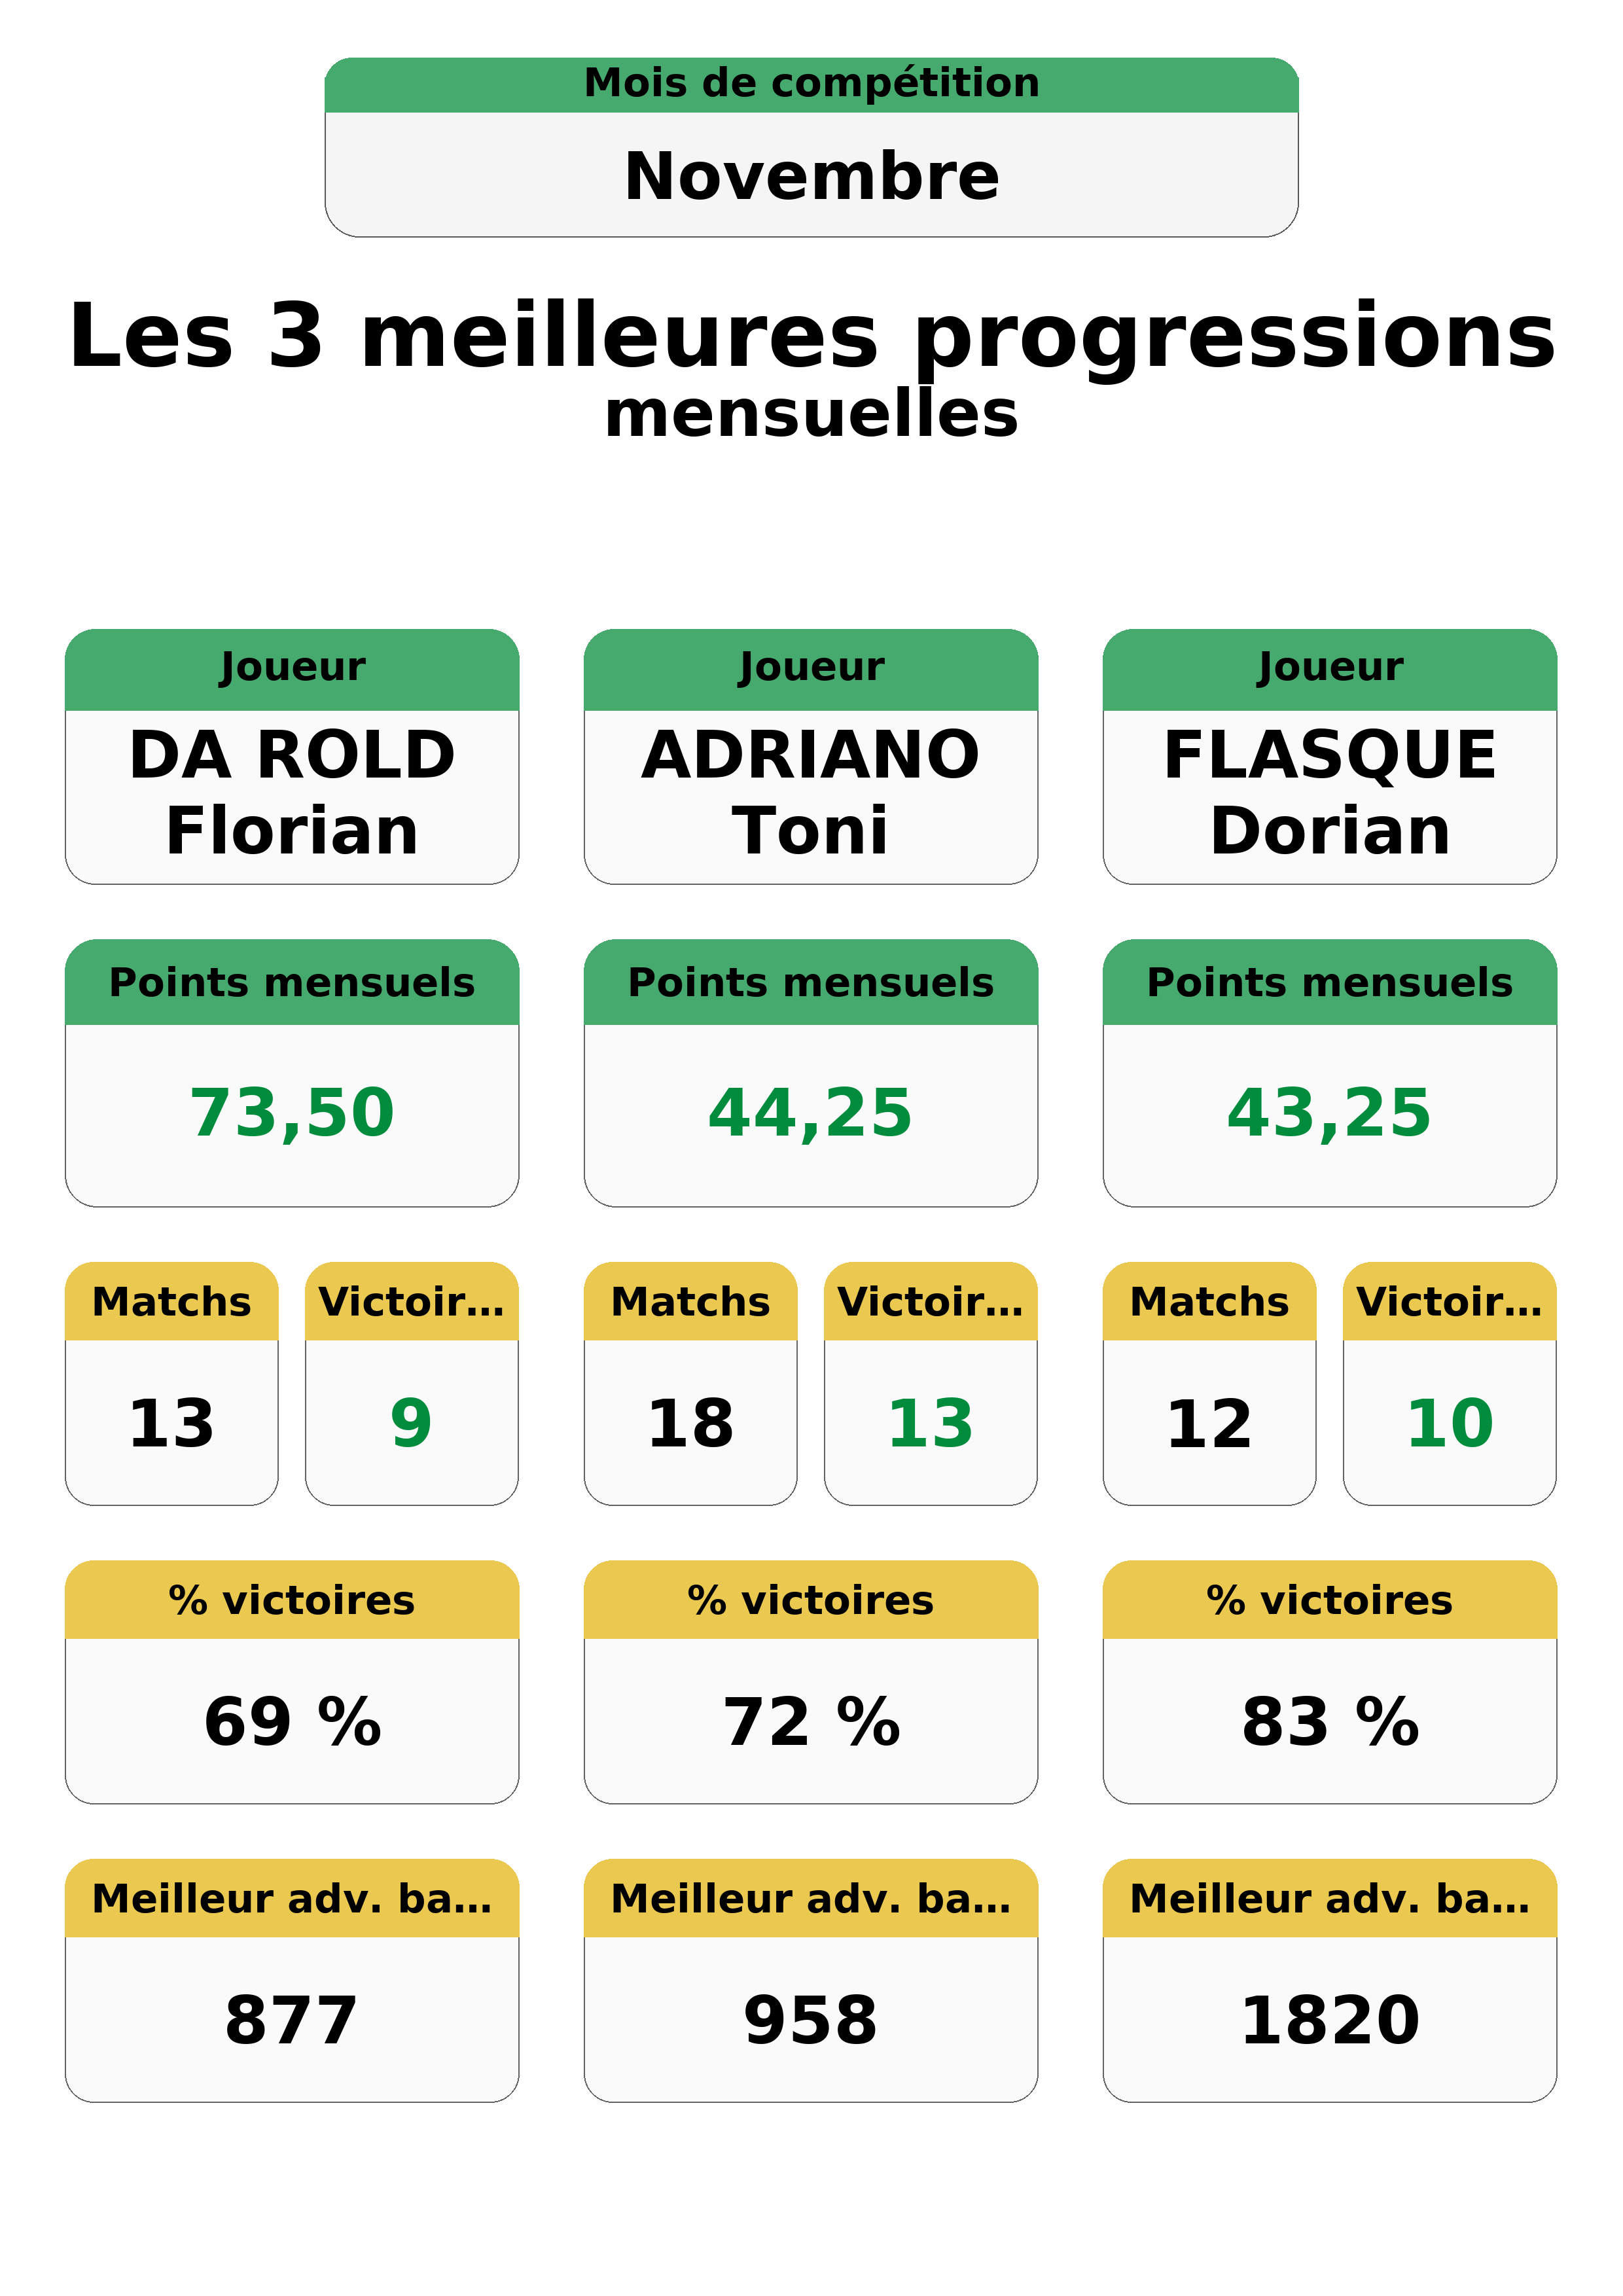 Mois de compétition
Novembre
Les 3 meilleures progressions
mensuelles
Joueur
DA ROLD
Florian
Joueur
ADRIANO
Toni
Joueur
FLASQUE
Dorian
Points mensuels
73,50
Points mensuels
44,25
Points mensuels
43,25
Matchs
13
Victoir...
9
Matchs
18
Victoir...
13
Matchs
12
Victoir...
10
% victoires
69 %
% victoires
72 %
% victoires
83 %
Meilleur adv. ba...
877
Meilleur adv. ba...
958
Meilleur adv. ba...
1820